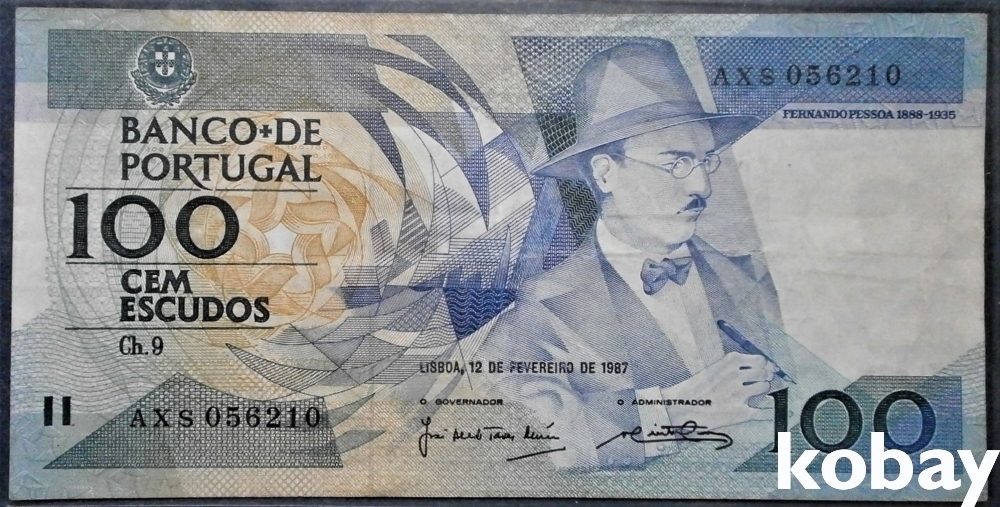 AXS 056210
FERNANDO PESSOA 1888-1935
BANCO DE
PORTUGAL
100
CEM
ESCUDOS
Ch. 9
LISBOA, 12 DE FEVEREIRO DE 1987
O GOVERNADOR
O ADMINISTRADOR
AXS 056210
100
kobay